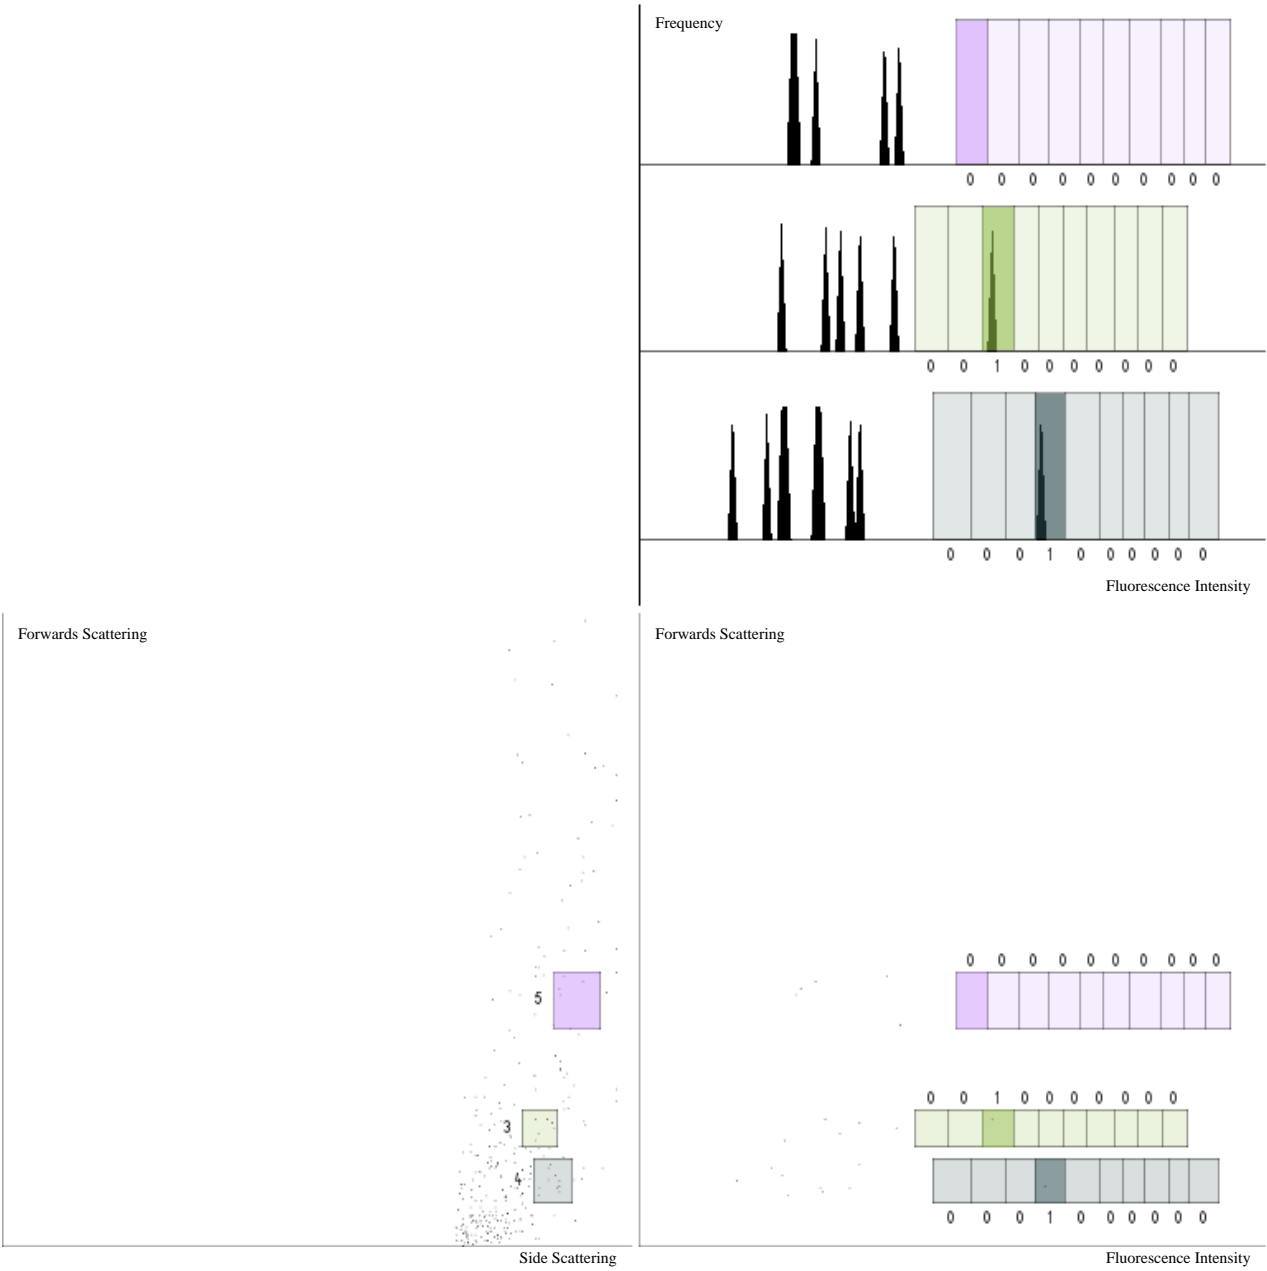 Frequency
0 0 0 0 0 0 0 0 0 0
0 0 1 0 0 0 0 0 0 0
0 0 0 1 0 0 0 0 0 0
Fluorescence Intensity
Forwards Scattering
5
3
4
Side Scattering
Forwards Scattering
0 0 0 0 0 0 0 0 0 0
0 0 1 0 0 0 0 0 0 0
0 0 0 1 0 0 0 0 0 0
Fluorescence Intensity